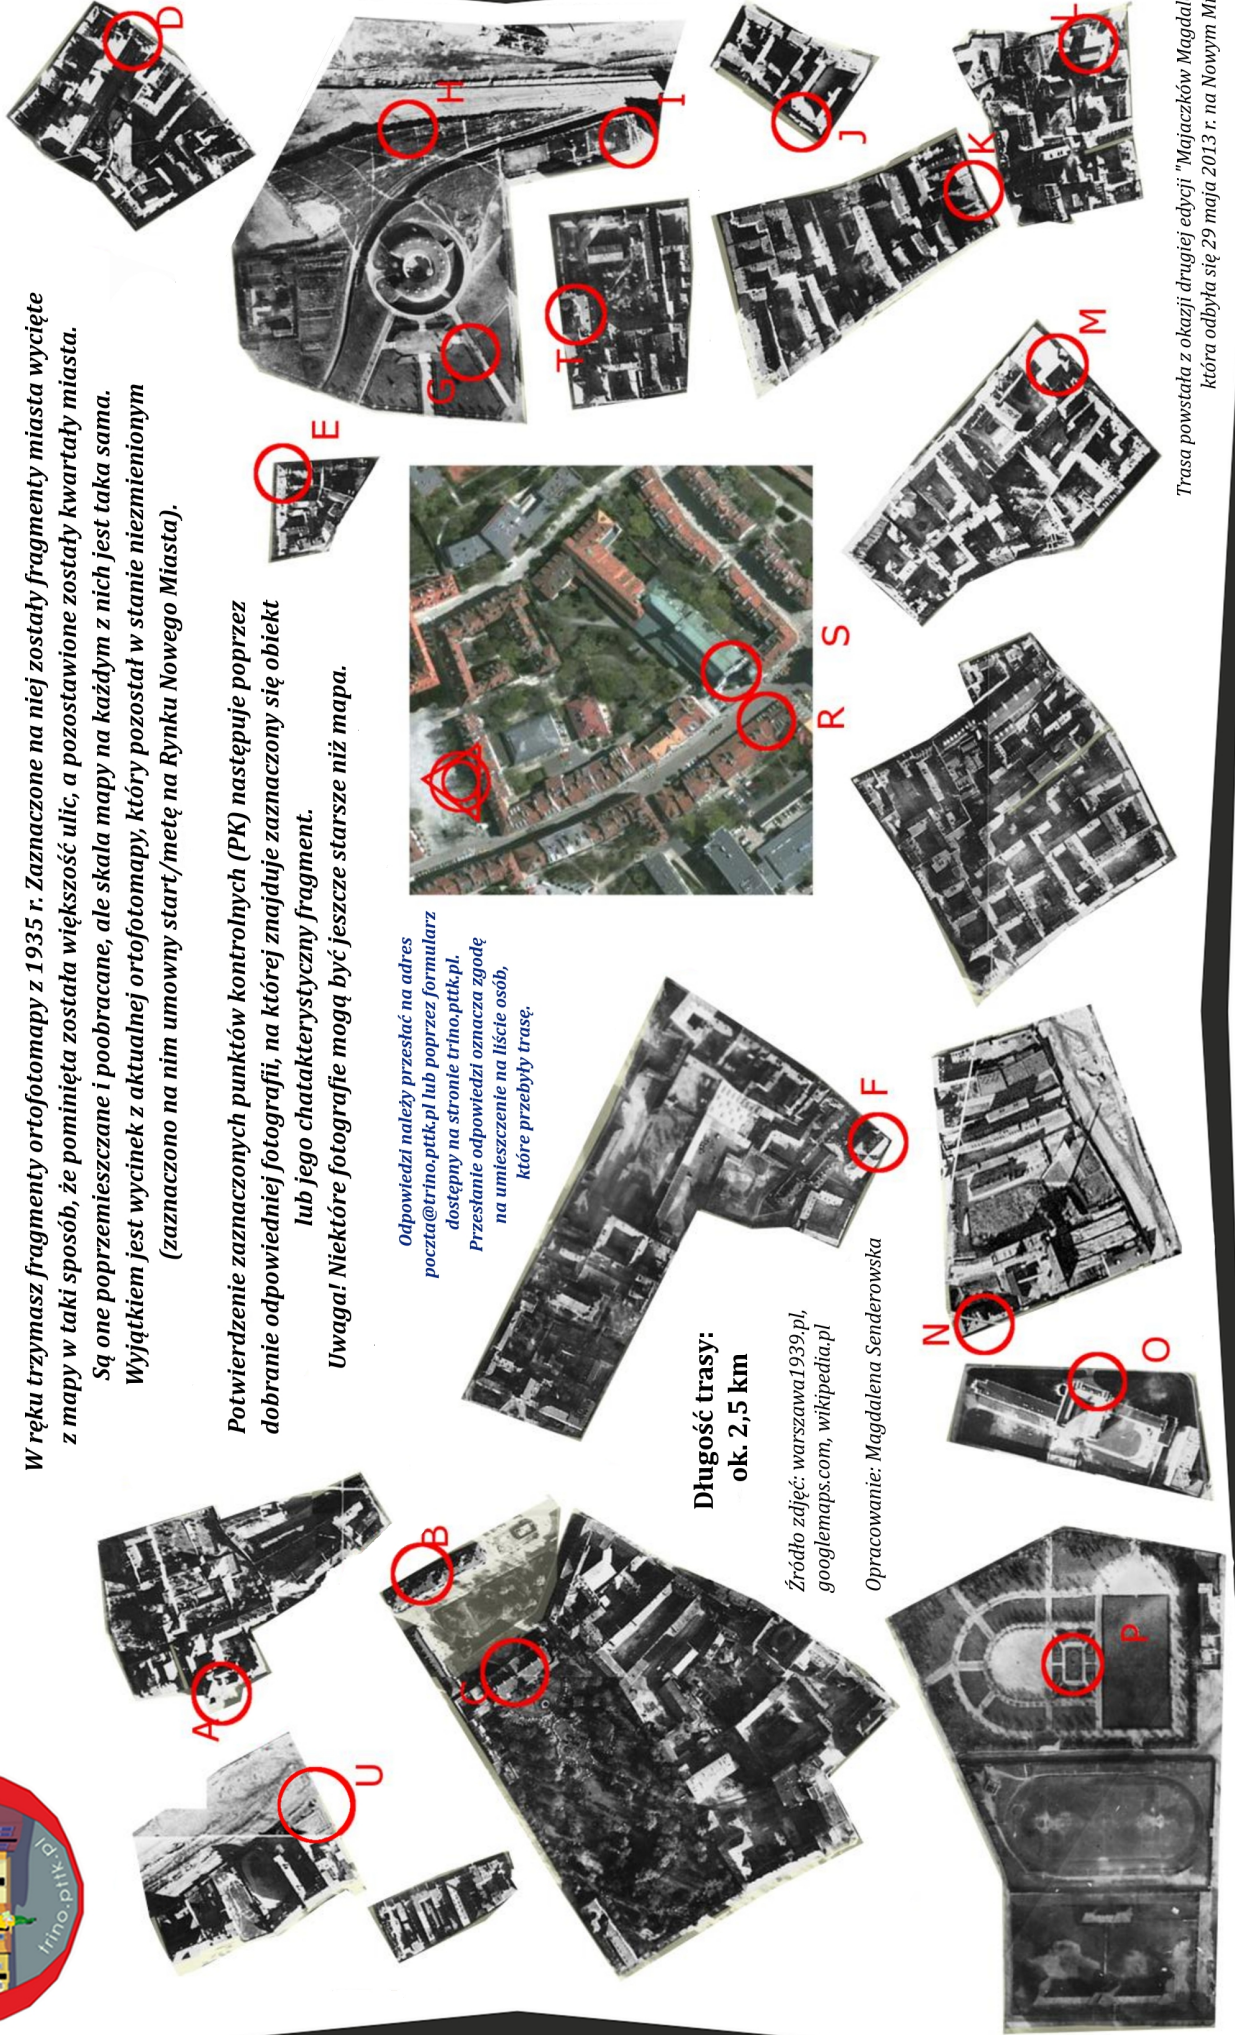 W ręku trzymasz fragmenty ortofotomapy z 1935 r. Zaznaczone na niej zostały fragmenty miasta wycięte
z mapy w taki sposób, że pominięta została większość ulic, a pozostawione zostały kwartały miasta.
Są one poprzemieszczane i poobracane, ale skala mapy na każdym z nich jest taka sama.
Wyjątkiem jest wycinek z aktualnej ortofotomapy, który pozostał w stanie niezmienionym
(zaznaczono na nim umowny start/metę na Rynku Nowego Miasta).
Potwierdzenie zaznaczonych punktów kontrolnych (PK) następuje poprzez
dobranie odpowiedniej fotografii, na której znajduje zaznaczony się obiekt
lub jego chatakterystyczny fragment.
Uwaga! Niektóre fotografie mogą być jeszcze starsze niż mapa.
Odpowiedzi należy przesłać na adres
poczta@trino.pttk.pl lub poprzez formularz
dostępny na stronie trino.pttk.pl.
Przesłanie odpowiedzi oznacza zgodę
na umieszczenie na liście osób,
które przebyły trasę.
Długość trasy:
ok. 2,5 km
Źródło zdjęć: warszawa1939.pl,
googlemaps.com, wikipedia.pl
Opracowanie: Magdalena Senderowska
Trasa powstała z okazji drugiej edycji "Majaczków
która odbyła się 29 maja 2013 r. na Nowym
trino.pttk.pl
A
B
C
D
E
F
G
H
I
J
K
L
M
N
O
P
R
S
T
U